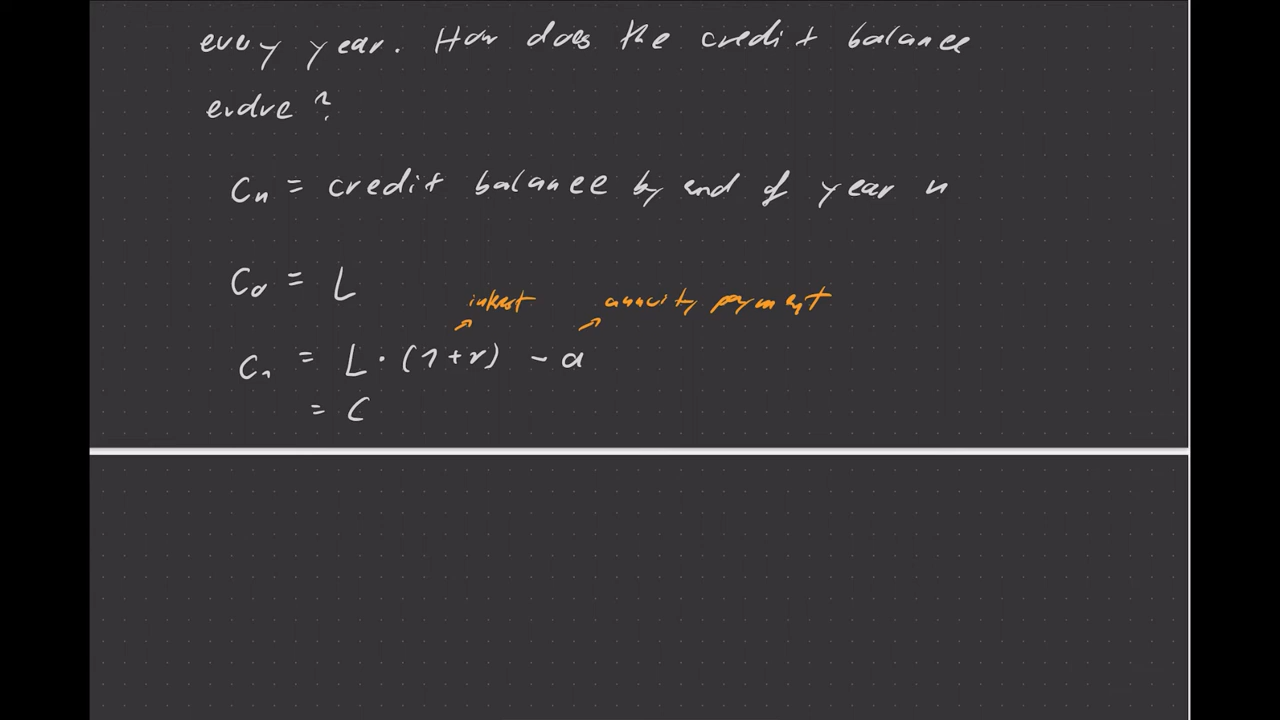 every year. How does the credit balance
evolve?
Cn = credit balance by end of year n
C0 = L
interest annuity payment
C1 = L · (1+r) - a
= C